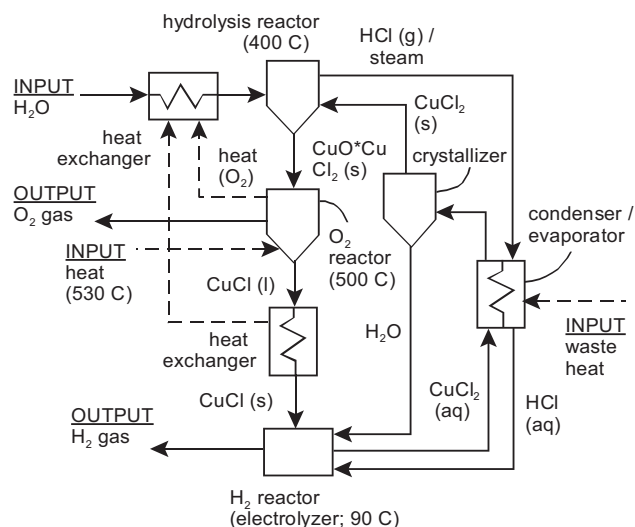 hydrolysis reactor
(400 C)
HCl (g) /
steam
INPUT
H₂O
CuCl₂
(s)
heat
exchanger
heat
(O₂)
CuO*Cu
Cl₂ (s)
crystallizer
OUTPUT
O₂ gas
condenser /
evaporator
INPUT
heat
(530 C)
O₂
reactor
(500 C)
CuCl (l)
heat
exchanger
H₂O
INPUT
waste
heat
CuCl₂
(aq)
HCl
(aq)
CuCl (s)
OUTPUT
H₂ gas
H₂ reactor
(electrolyzer; 90 C)